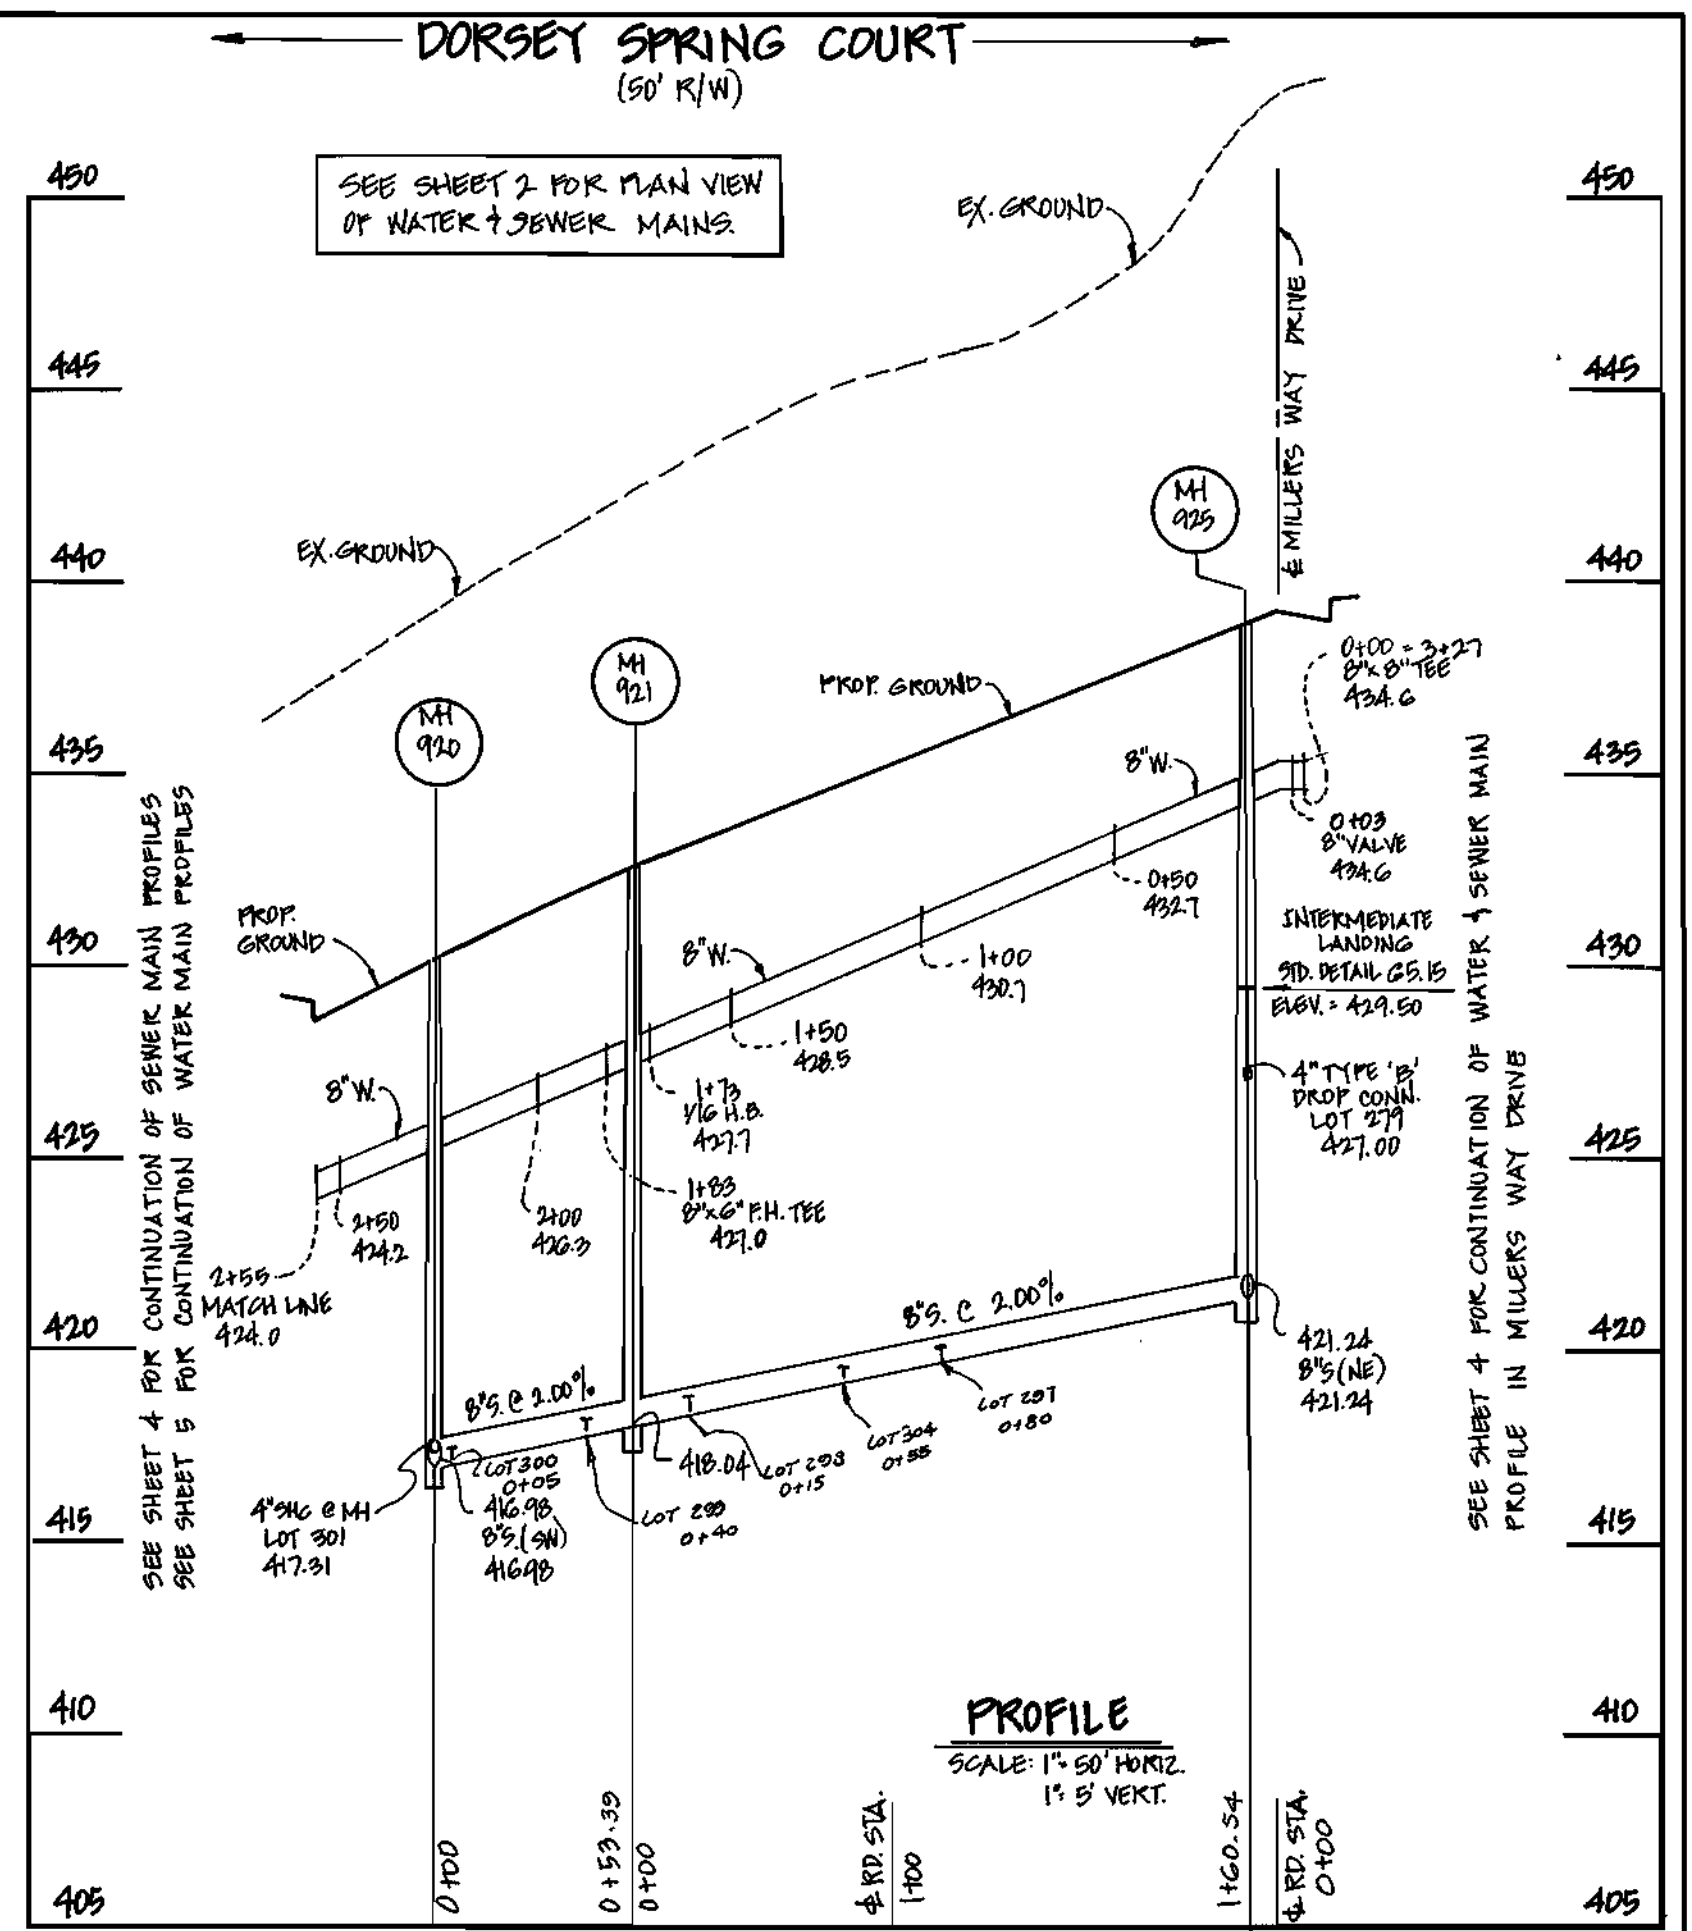 DORSEY SPRING COURT
(50' R/W)
SEE SHEET 2 FOR PLAN VIEW
OF WATER & SEWER MAINS.
450
445
440
435
430
425
420
415
410
405
450
445
440
435
430
425
420
415
410
405
EX. GROUND
EX. GROUND
℄ MILLERS WAY DRIVE
MH
925
MH
921
MH
920
PROP. GROUND
PROP.
GROUND
0+00 = 3+27
8"x8" TEE
434.6
8"W.
0+03
8" VALVE
434.6
0+50
432.7
INTERMEDIATE
LANDING
STD. DETAIL G5.15
ELEV. = 429.50
8"W.
1+00
430.7
1+50
428.5
4" TYPE 'B'
DROP CONN.
LOT 279
427.00
8"W.
1+73
1/16 H.B.
427.7
1+83
8"x6" F.H. TEE
427.0
2+00
426.3
2+50
424.2
2+55
MATCH LINE
424.0
8"S. @ 2.00%
8"S. @ 2.00%
421.24
8"S (NE)
421.24
LOT 297
0+80
LOT 304
0+55
LOT 298
0+15
418.04
LOT 299
0+40
LOT 300
0+05
416.98
8"S. (SW)
416.98
4" SHC @ MH
LOT 301
417.31
SEE SHEET 4 FOR CONTINUATION OF SEWER MAIN PROFILES
SEE SHEET 5 FOR CONTINUATION OF WATER MAIN PROFILES
SEE SHEET 4 FOR CONTINUATION OF WATER & SEWER MAIN
PROFILE IN MILLERS WAY DRIVE
PROFILE
SCALE: 1"= 50' HORIZ.
1"= 5' VERT.
0+00
0+53.39
0+00
℄ RD. STA.
1+00
1+60.54
℄ RD. STA.
0+00